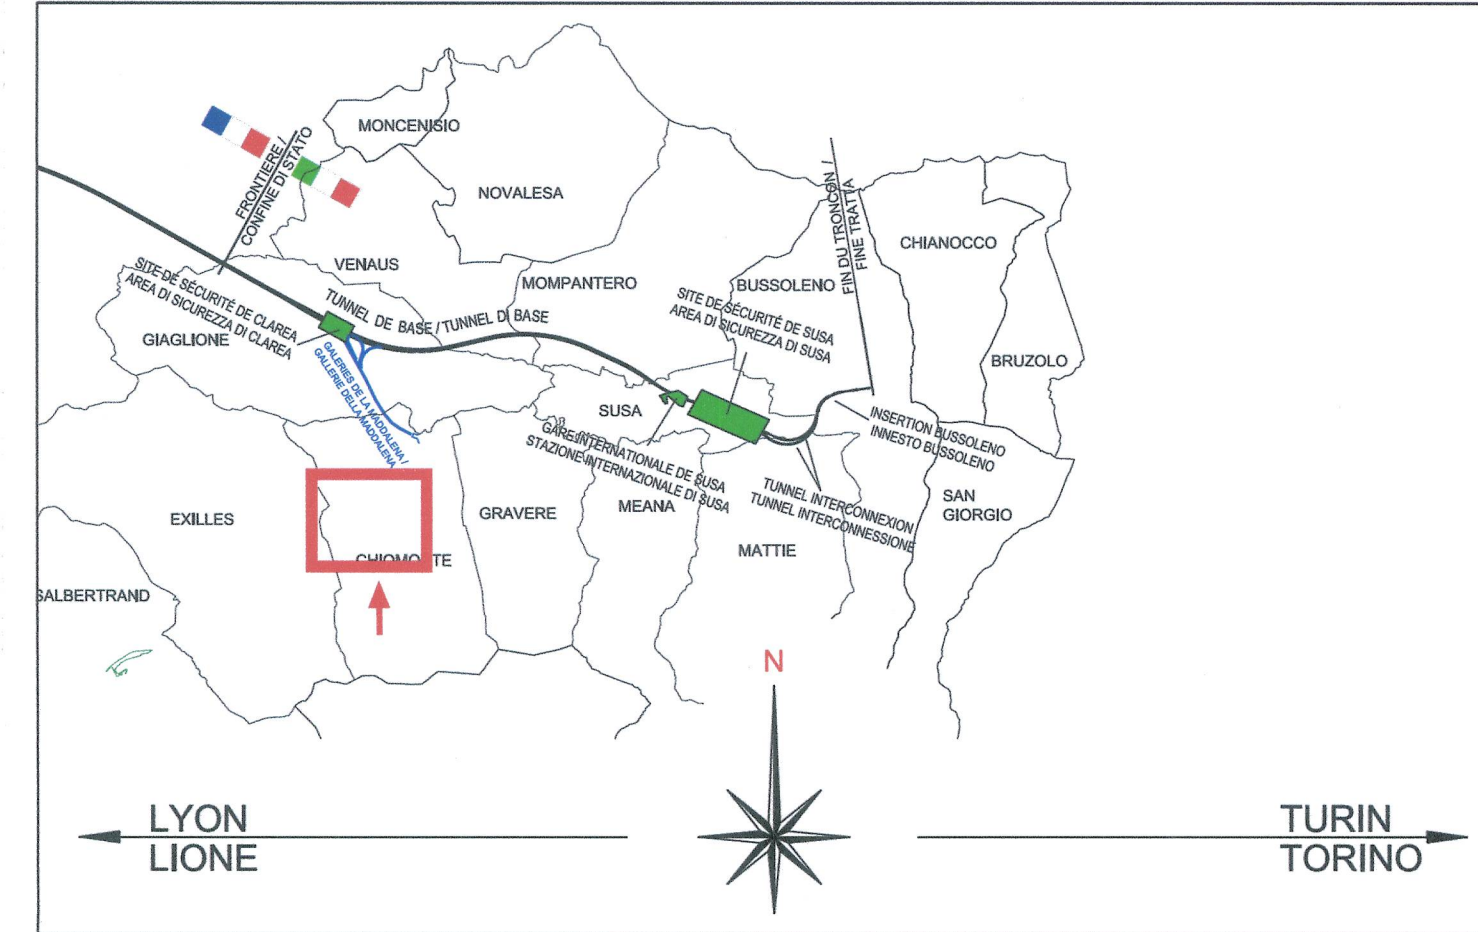 MONCENISIO
FRONTIERE /
CONFINE DI STATO
NOVALESA
FIN DU TRONCON /
FINE TRATTA
CHIANOCCO
VENAUS
MOMPANTERO
BUSSOLENO
SITE DE SÉCURITÉ DE CLAREA
AREA DI SICUREZZA DI CLAREA
TUNNEL DE BASE / TUNNEL DI BASE
SITE DE SÉCURITÉ DE SUSA
AREA DI SICUREZZA DI SUSA
GIAGLIONE
BRUZOLO
GALERIES DE LA MADDALENA /
GALLERIE DELLA MADDALENA
SUSA
INSERTION BUSSOLENO
INNESTO BUSSOLENO
GARE INTERNATIONALE DE SUSA
STAZIONE INTERNAZIONALE DI SUSA
TUNNEL INTERCONNEXION
TUNNEL INTERCONNESSIONE
EXILLES
GRAVERE
MEANA
SAN
GIORGIO
MATTIE
CHIOMONTE
SALBERTRAND
N
LYON
LIONE
TURIN
TORINO